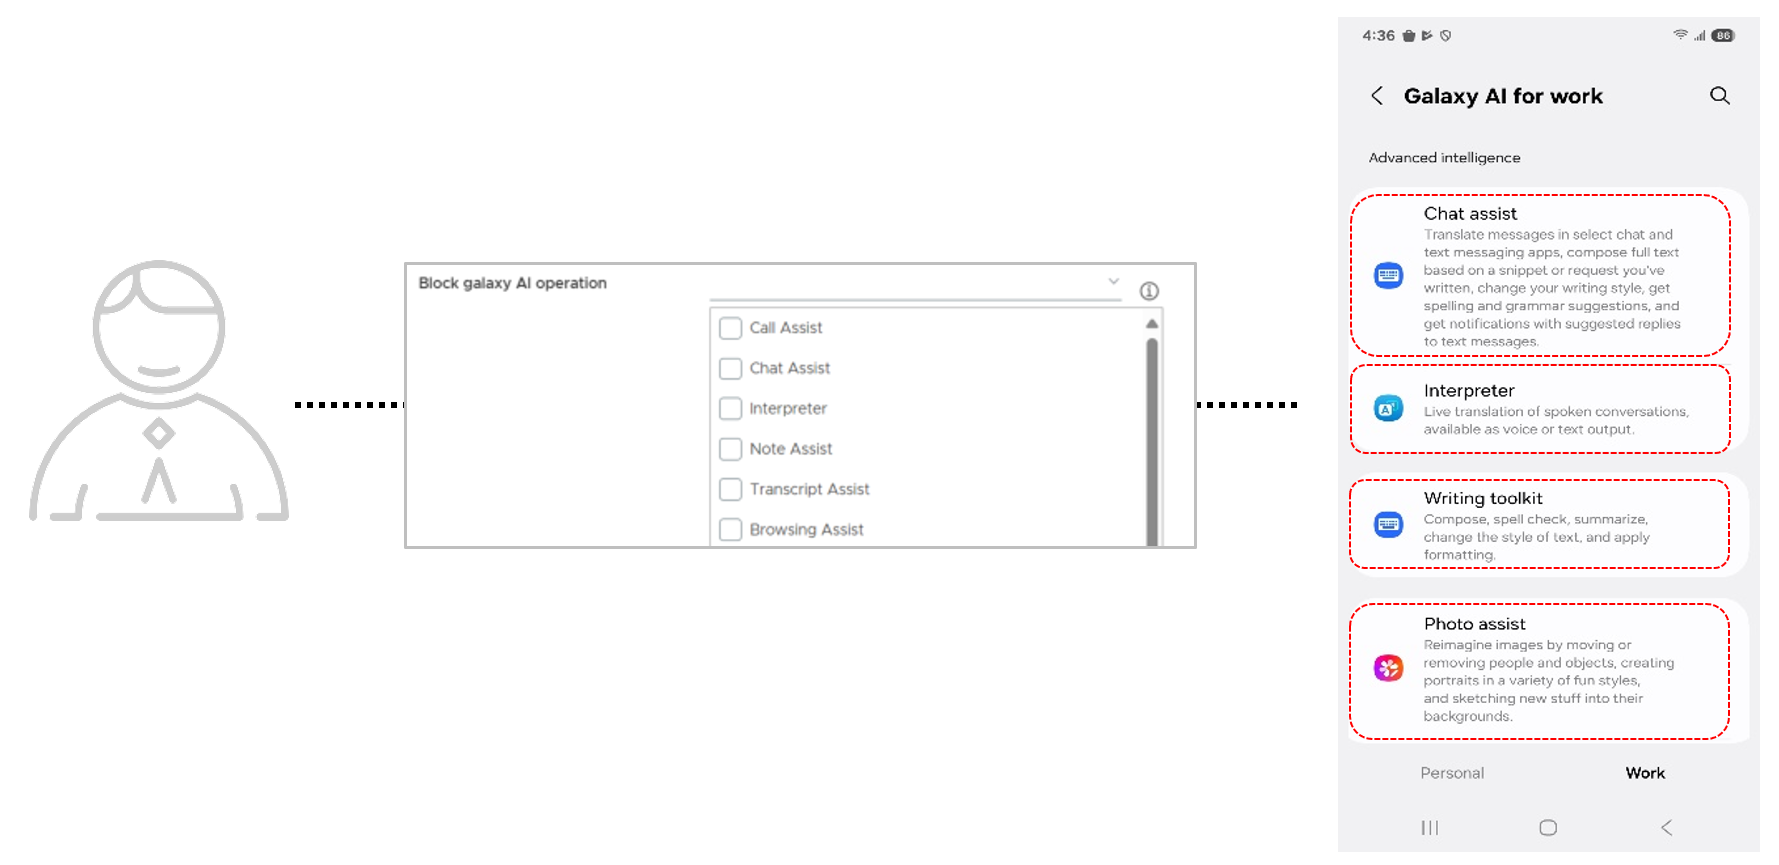 Block galaxy AI operation
Call Assist
Chat Assist
Interpreter
Note Assist
Transcript Assist
Browsing Assist
4:36
86
Galaxy AI for work
Advanced intelligence
Chat assist
Translate messages in select chat and
text messaging apps, compose full text
based on a snippet or request you've
written, change your writing style, get
spelling and grammar suggestions, and
get notifications with suggested replies
to text messages.
Interpreter
Live translation of spoken conversations,
available as voice or text output.
Writing toolkit
Compose, spell check, summarize,
change the style of text, and apply
formatting.
Photo assist
Reimagine images by moving or
removing people and objects, creating
portraits in a variety of fun styles,
and sketching new stuff into their
backgrounds.
Personal
Work